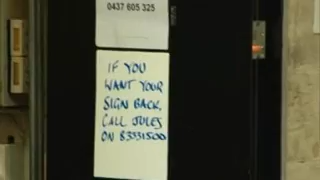 0437 605 325
IF YOU
WANT YOUR
SIGN BACK,
CALL JULES
ON 83331500